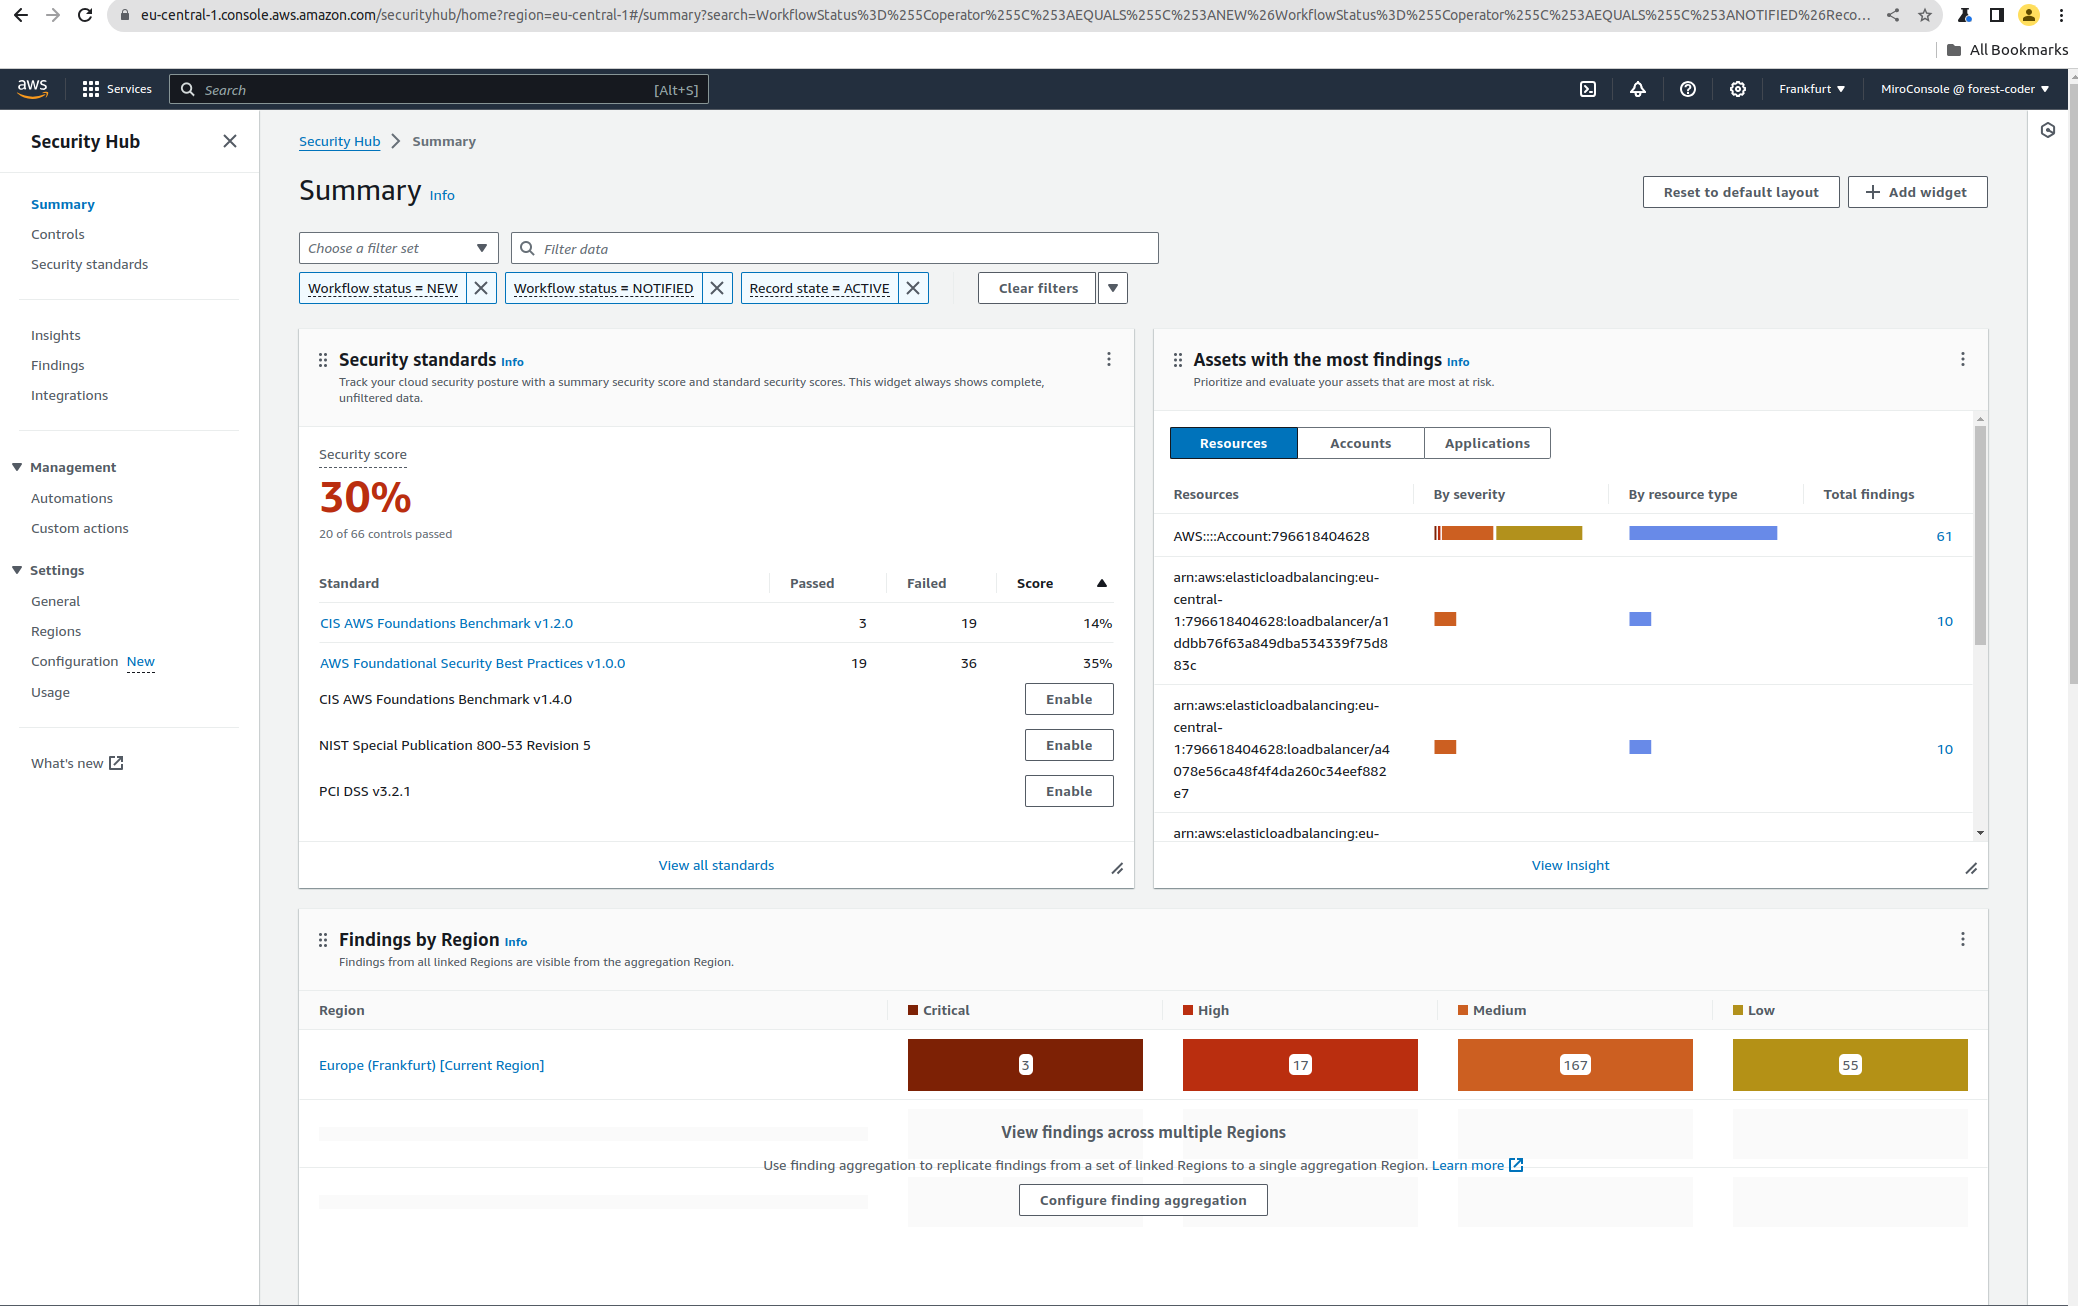 eu-central-1.console.aws.amazon.com/securityhub/home?region=eu-central-1#/summary?search=WorkflowStatus%3D%255Coperator%255C%253AEQUALS%255C%253ANEW%26WorkflowStatus%3D%255Coperator%255C%253AEQUALS%255C%253ANOTIFIED%26Reco...
All Bookmarks
aws Services Search [Alt+S] Frankfurt MiroConsole @ forest-coder
Security Hub
Summary
Controls
Security standards
Insights
Findings
Integrations
Management
Automations
Custom actions
Settings
General
Regions
Configuration New
Usage
What's new
Security Hub Summary
Summary Info
Reset to default layout Add widget
Choose a filter set Filter data
Workflow status = NEW Workflow status = NOTIFIED Record state = ACTIVE Clear filters
Security standards Info
Track your cloud security posture with a summary security score and standard security scores. This widget always shows complete,
unfiltered data.
Security score
30%
20 of 66 controls passed
Standard Passed Failed Score
CIS AWS Foundations Benchmark v1.2.0 3 19 14%
AWS Foundational Security Best Practices v1.0.0 19 36 35%
CIS AWS Foundations Benchmark v1.4.0 Enable
NIST Special Publication 800-53 Revision 5 Enable
PCI DSS v3.2.1 Enable
View all standards
Assets with the most findings Info
Prioritize and evaluate your assets that are most at risk.
Resources Accounts Applications
Resources By severity By resource type Total findings
AWS::::Account:796618404628 61
arn:aws:elasticloadbalancing:eu-
central-
1:796618404628:loadbalancer/a1 10
ddbb76f63a849dba534339f75d8
83c
arn:aws:elasticloadbalancing:eu-
central-
1:796618404628:loadbalancer/a4 10
078e56ca48f4f4da260c34eef882
e7
arn:aws:elasticloadbalancing:eu-
View Insight
Findings by Region Info
Findings from all linked Regions are visible from the aggregation Region.
Region Critical High Medium Low
Europe (Frankfurt) [Current Region] 3 17 167 55
View findings across multiple Regions
Use finding aggregation to replicate findings from a set of linked Regions to a single aggregation Region. Learn more
Configure finding aggregation